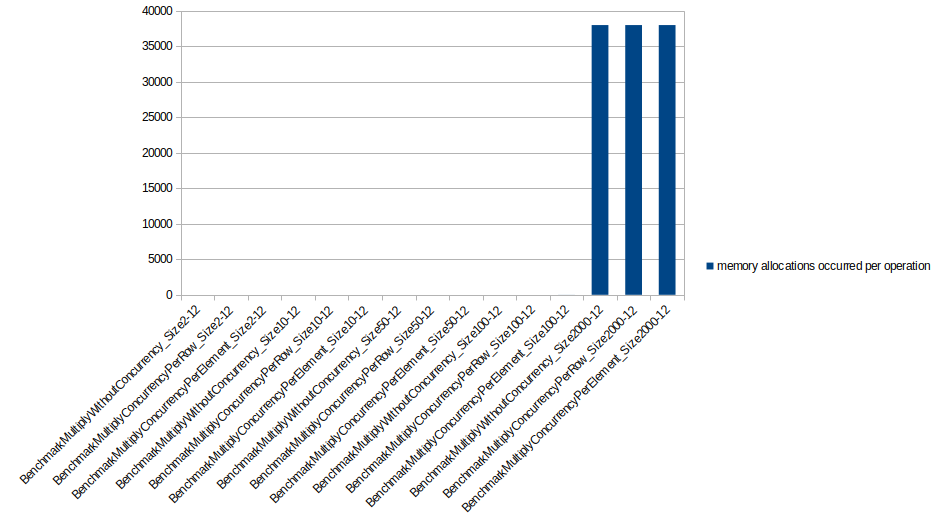 40000
35000
30000
25000
20000
15000
10000
5000
0
memory allocations occurred per operation
BenchmarkMultiplyWithoutConcurrency_Size2-12
BenchmarkMultiplyConcurrencyPerRow_Size2-12
BenchmarkMultiplyConcurrencyPerElement_Size2-12
BenchmarkMultiplyWithoutConcurrency_Size10-12
BenchmarkMultiplyConcurrencyPerRow_Size10-12
BenchmarkMultiplyConcurrencyPerElement_Size10-12
BenchmarkMultiplyWithoutConcurrency_Size50-12
BenchmarkMultiplyConcurrencyPerRow_Size50-12
BenchmarkMultiplyConcurrencyPerElement_Size50-12
BenchmarkMultiplyWithoutConcurrency_Size100-12
BenchmarkMultiplyConcurrencyPerRow_Size100-12
BenchmarkMultiplyConcurrencyPerElement_Size100-12
BenchmarkMultiplyWithoutConcurrency_Size2000-12
BenchmarkMultiplyConcurrencyPerRow_Size2000-12
BenchmarkMultiplyConcurrencyPerElement_Size2000-12